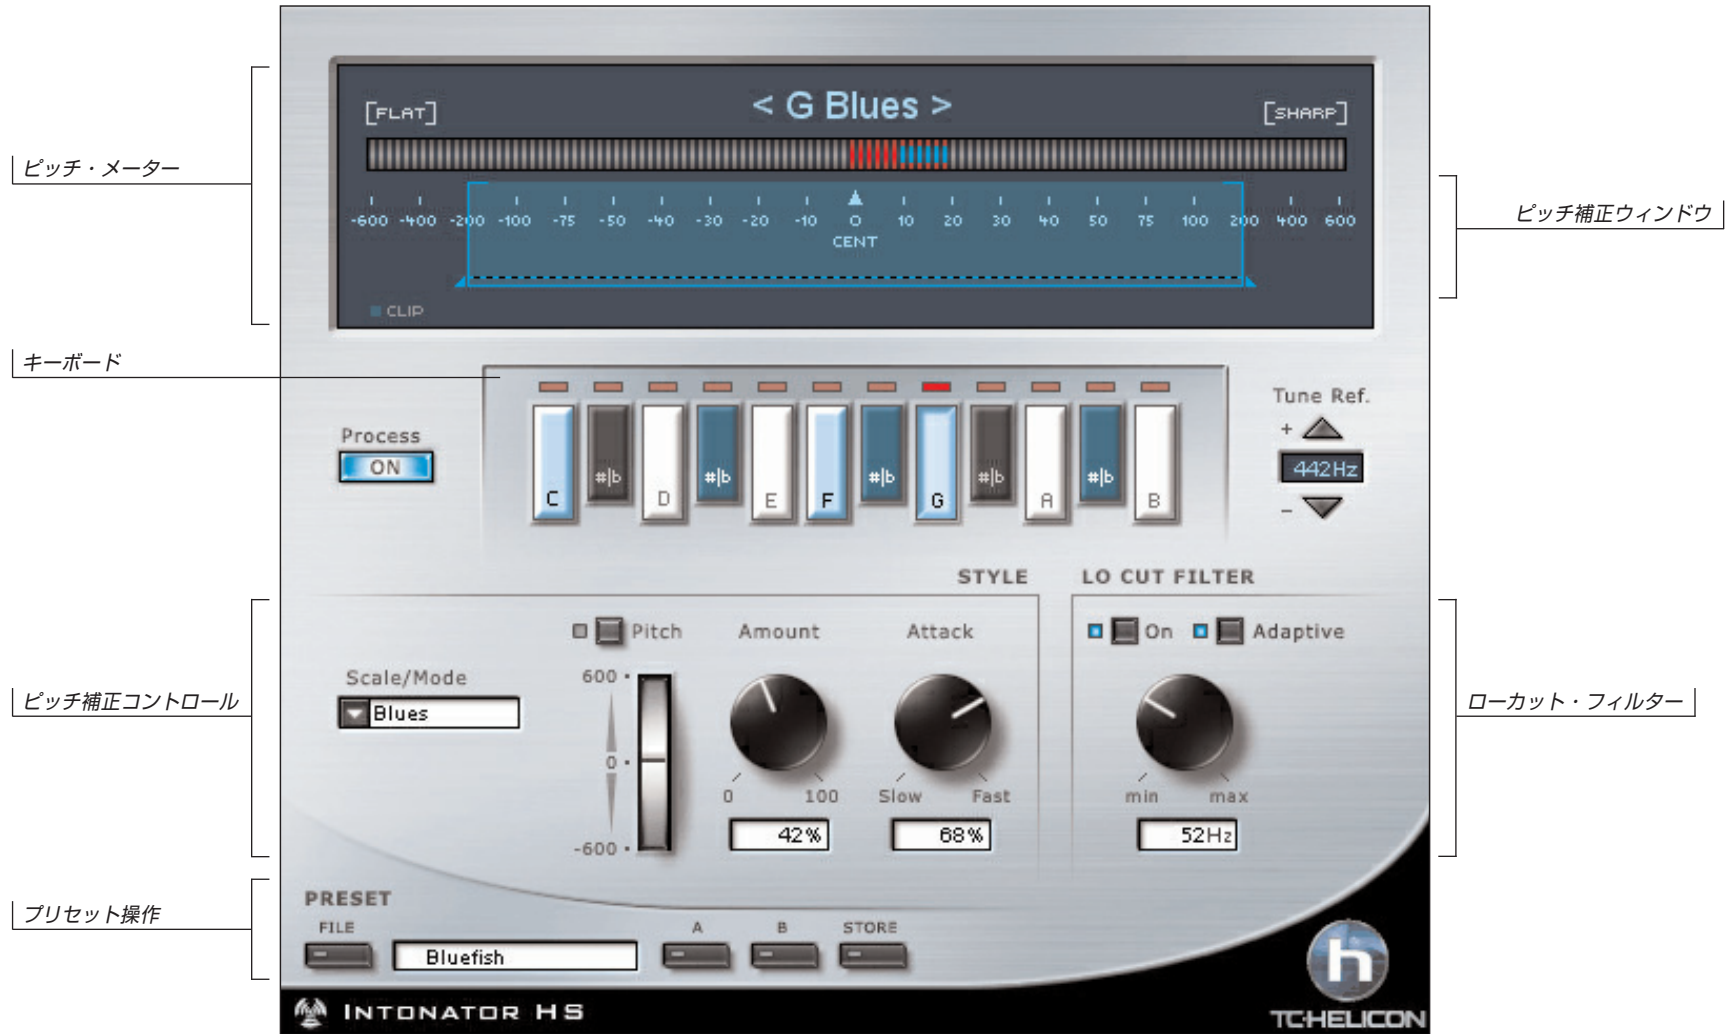 [FLAT]
< G Blues >
[SHARP]
ピッチ・メーター
ピッチ補正ウィンドウ
-600 -400 -200 -100 -75 -50 -40 -30 -20 -10 0 10 20 30 40 50 75 100 200 400 600
CENT
CLIP
キーボード
Tune Ref.
+
442Hz
-
Process
ON
#|b #|b #|b #|b #|b
C D E F G A B
STYLE
LO CUT FILTER
Pitch
Amount
Attack
On
Adaptive
ピッチ補正コントロール
Scale/Mode
Blues
600
0
-600
0 100
Slow Fast
min max
42%
68%
52Hz
ローカット・フィルター
プリセット操作
PRESET
FILE
A
B
STORE
Bluefish
INTONATOR HS
h
TC·HELICON